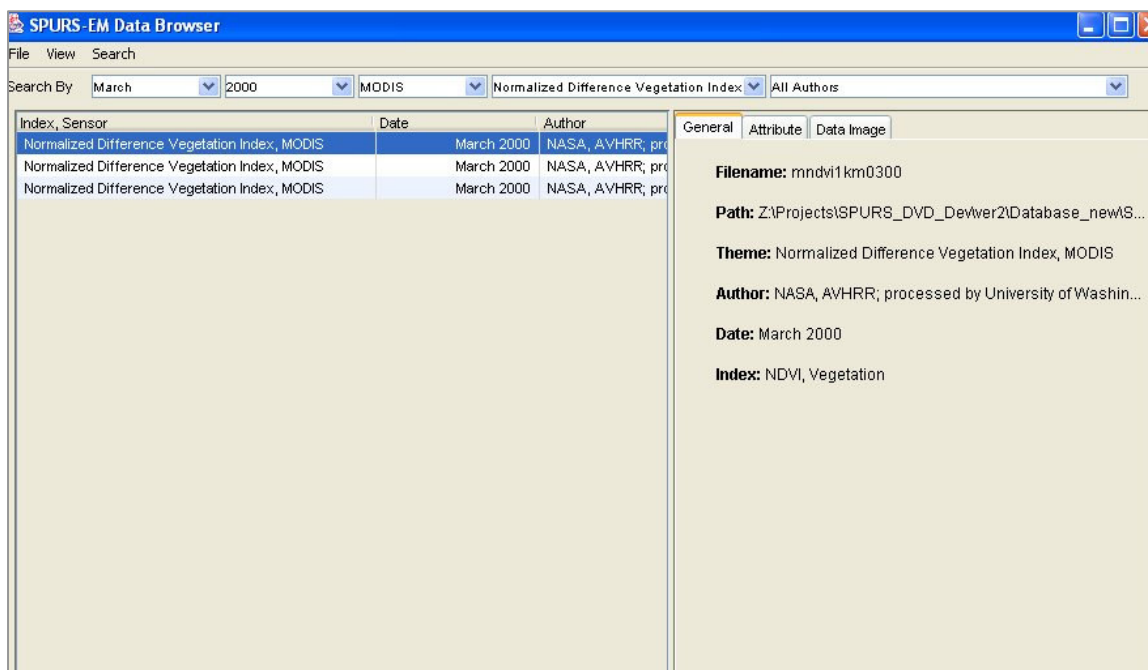 SPURS-EM Data Browser
File View Search
Search By March 2000 MODIS Normalized Difference Vegetation Index All Authors
Index, Sensor Date Author
Normalized Difference Vegetation Index, MODIS March 2000 NASA, AVHRR; pro
Normalized Difference Vegetation Index, MODIS March 2000 NASA, AVHRR; pro
Normalized Difference Vegetation Index, MODIS March 2000 NASA, AVHRR; pro
General Attribute Data Image
Filename: mndvi1km0300
Path: Z:\Projects\SPURS_DVD_Dev\ver2\Database_new\S...
Theme: Normalized Difference Vegetation Index, MODIS
Author: NASA, AVHRR; processed by University of Washin...
Date: March 2000
Index: NDVI, Vegetation